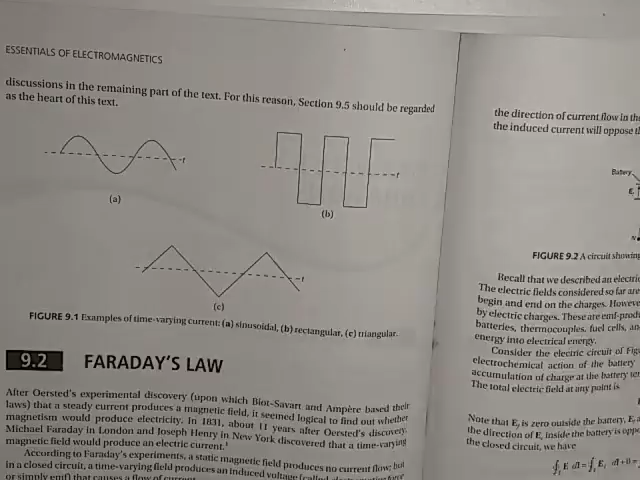 ESSENTIALS OF ELECTROMAGNETICS
discussions in the remaining part of the text. For this reason, Section 9.5 should be regarded
as the heart of this text.
t
(a)
t
(b)
t
(c)
FIGURE 9.1 Examples of time-varying current: (a) sinusoidal, (b) rectangular, (c) triangular.
9.2 FARADAY'S LAW
After Oersted's experimental discovery (upon which Biot-Savart and Ampère based their
laws) that a steady current produces a magnetic field, it seemed logical to find out whether
magnetism would produce electricity. In 1831, about 11 years after Oersted's discovery,
Michael Faraday in London and Joseph Henry in New York discovered that a time-varying
magnetic field would produce an electric current.¹
According to Faraday's experiments, a static magnetic field produces no current flow; but
in a closed circuit, a time-varying field produces an induced voltage (called
or simply emf) that causes a flow of current
the direction of current flow in
the induced current will oppose
Battery
FIGURE 9.2 A circuit showing
Recall that we described an
The electric fields considered so far are
begin and end on the charges.
by electric charges. These are
batteries, thermocouples, fuel cells,
energy into electrical energy.
Consider the electric circuit of
electrochemical action of the battery
accumulation of charge at the battery
The total electric field at any point is
Note that E is zero outside the battery,
the direction of E inside the battery is
the closed circuit, we have